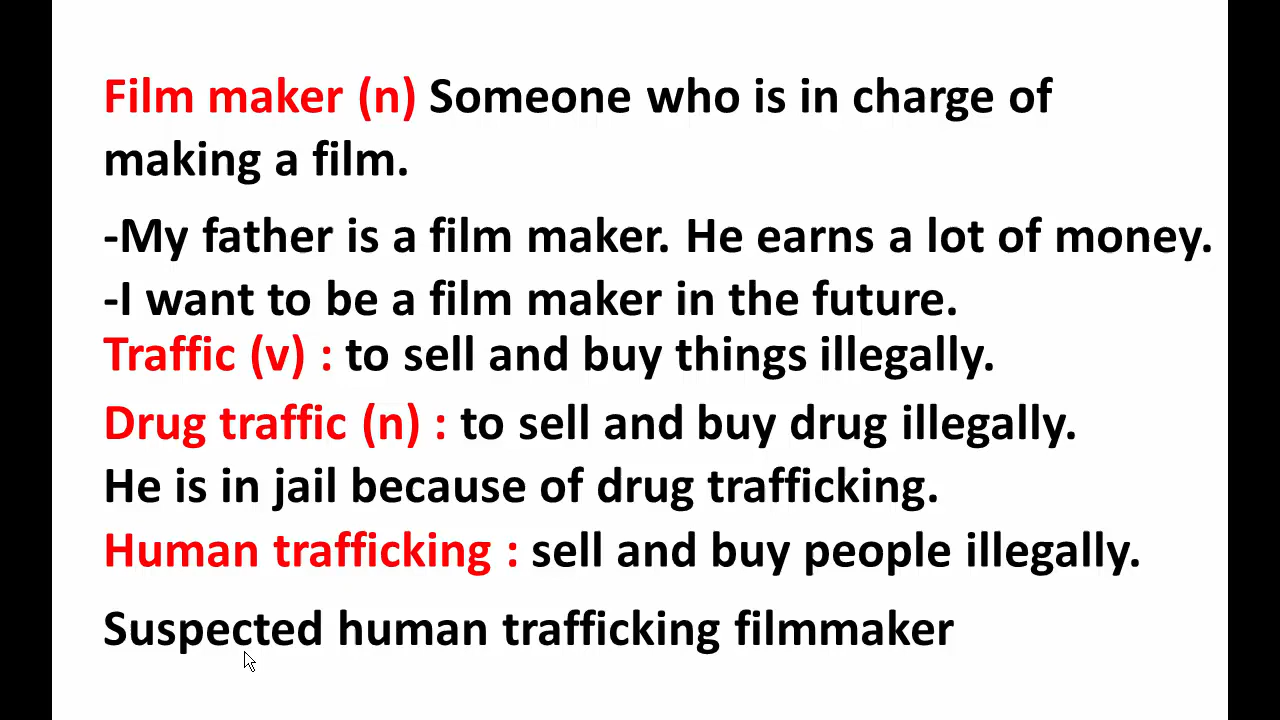 Film maker (n) Someone who is in charge of
making a film.
-My father is a film maker. He earns a lot of money.
-I want to be a film maker in the future.
Traffic (v) : to sell and buy things illegally.
Drug traffic (n) : to sell and buy drug illegally.
He is in jail because of drug trafficking.
Human trafficking : sell and buy people illegally.
Suspected human trafficking filmmaker